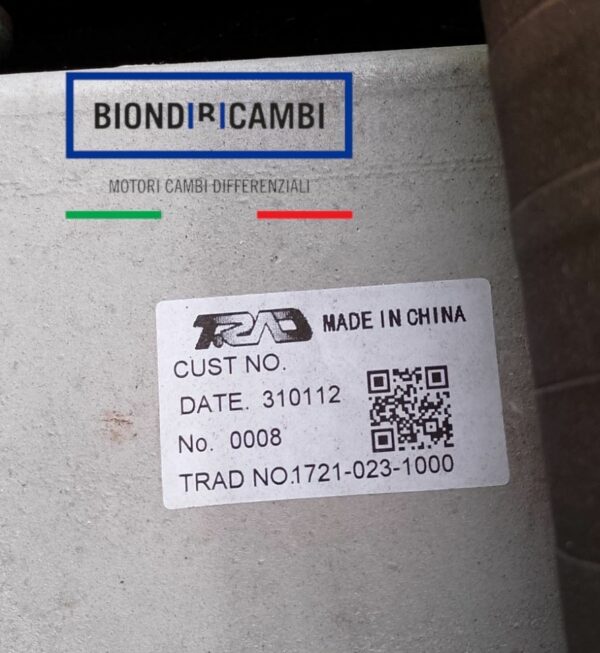 BIONDIRICAMBI
MOTORI CAMBI DIFFERENZIALI
TRAD MADE IN CHINA
CUST NO.
DATE. 310112
No. 0008
TRAD NO.1721-023-1000